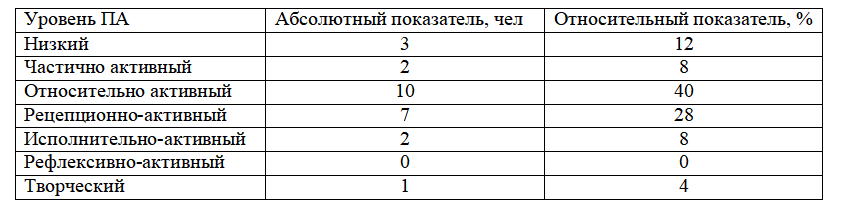 Уровень ПА Абсолютный показатель, чел Относительный показатель, %
Низкий 3 12
Частично активный 2 8
Относительно активный 10 40
Рецепционно-активный 7 28
Исполнительно-активный 2 8
Рефлексивно-активный 0 0
Творческий 1 4